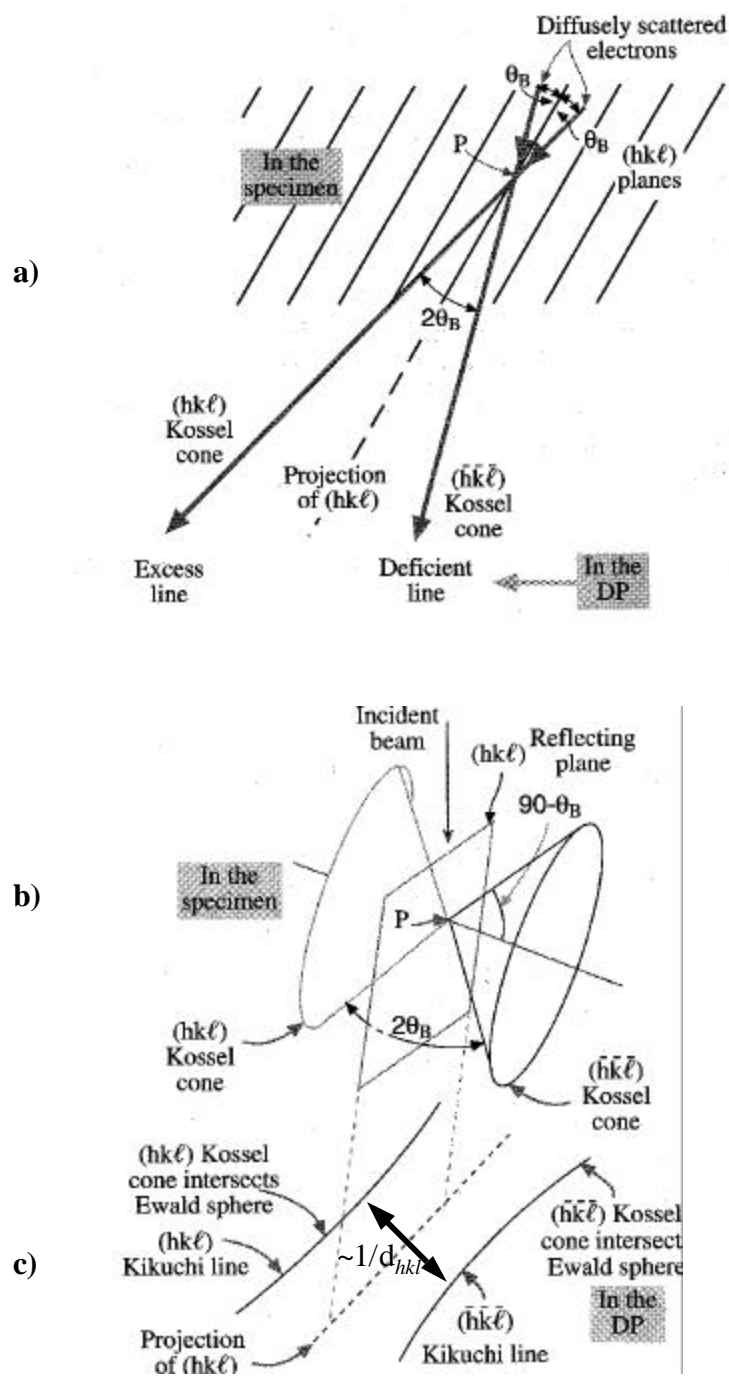 Diffusely scattered
electrons
θB
θB
P
(hkℓ)
planes
In the
specimen
a)
2θB
(hkℓ)
Kossel
cone
Projection
of (hkℓ)
(h̄k̄ℓ̄)
Kossel
cone
Excess
line
Deficient
line
In the
DP
Incident
beam
(hkℓ)
Reflecting
plane
90-θB
In the
specimen
b)
P
2θB
(hkℓ)
Kossel
cone
(h̄k̄ℓ̄)
Kossel
cone
(hkℓ) Kossel
cone intersects
Ewald sphere
(h̄k̄ℓ̄) Kossel
cone intersect
Ewald sphere
(hkℓ)
Kikuchi line
c)
~1/dhkl
In the
DP
(h̄k̄ℓ̄)
Kikuchi line
Projection
of (hkℓ)